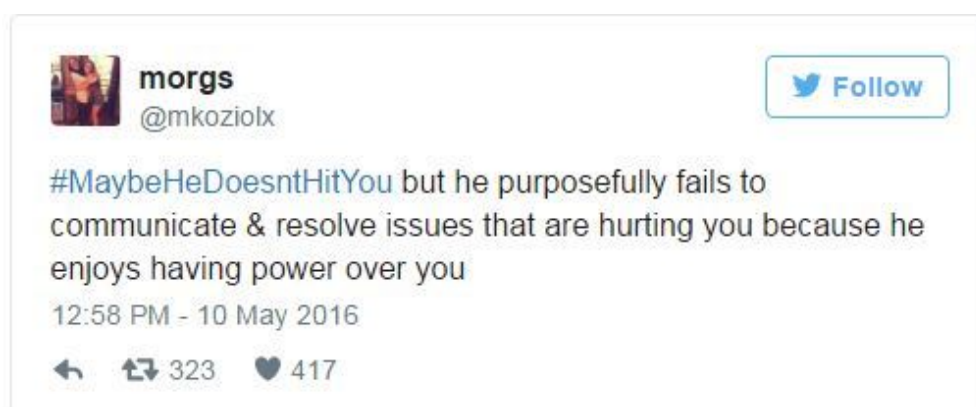 morgs
@mkoziolx
Follow
#MaybeHeDoesntHitYou but he purposefully fails to
communicate & resolve issues that are hurting you because he
enjoys having power over you
12:58 PM - 10 May 2016
323 417